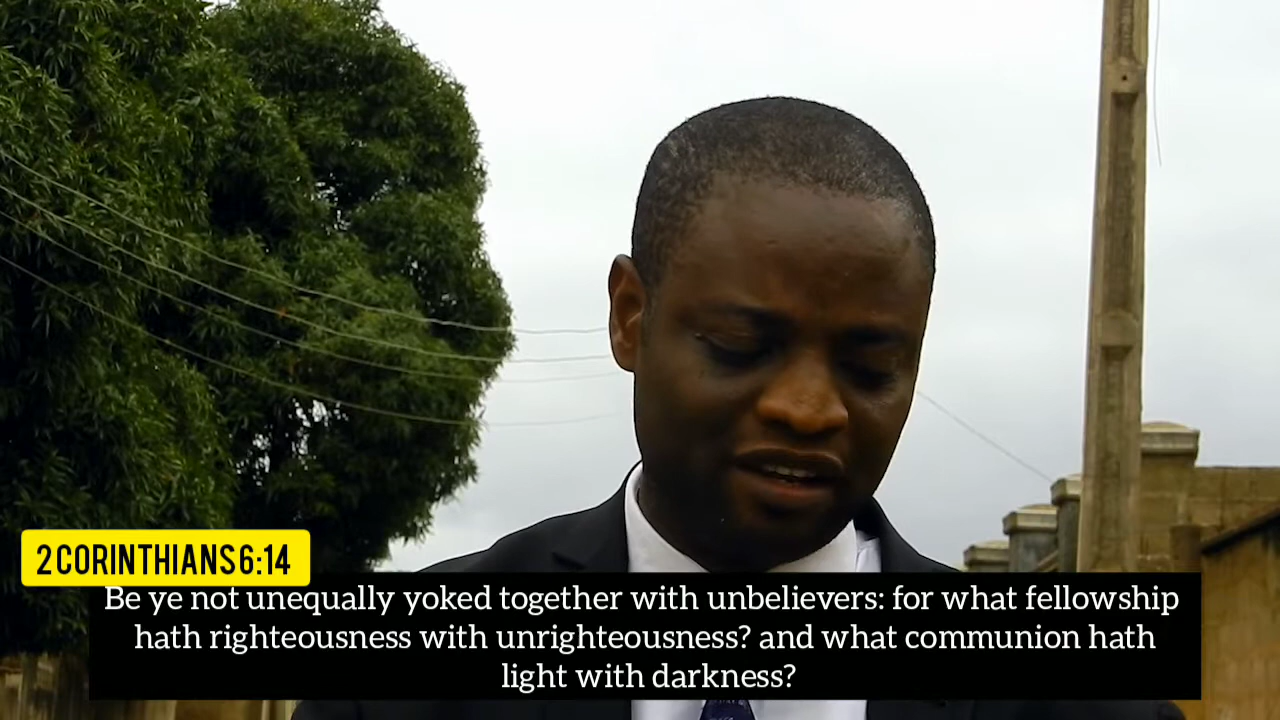 2 CORINTHIANS 6:14
Be ye not unequally yoked together with unbelievers: for what fellowship
hath righteousness with unrighteousness? and what communion hath
light with darkness?